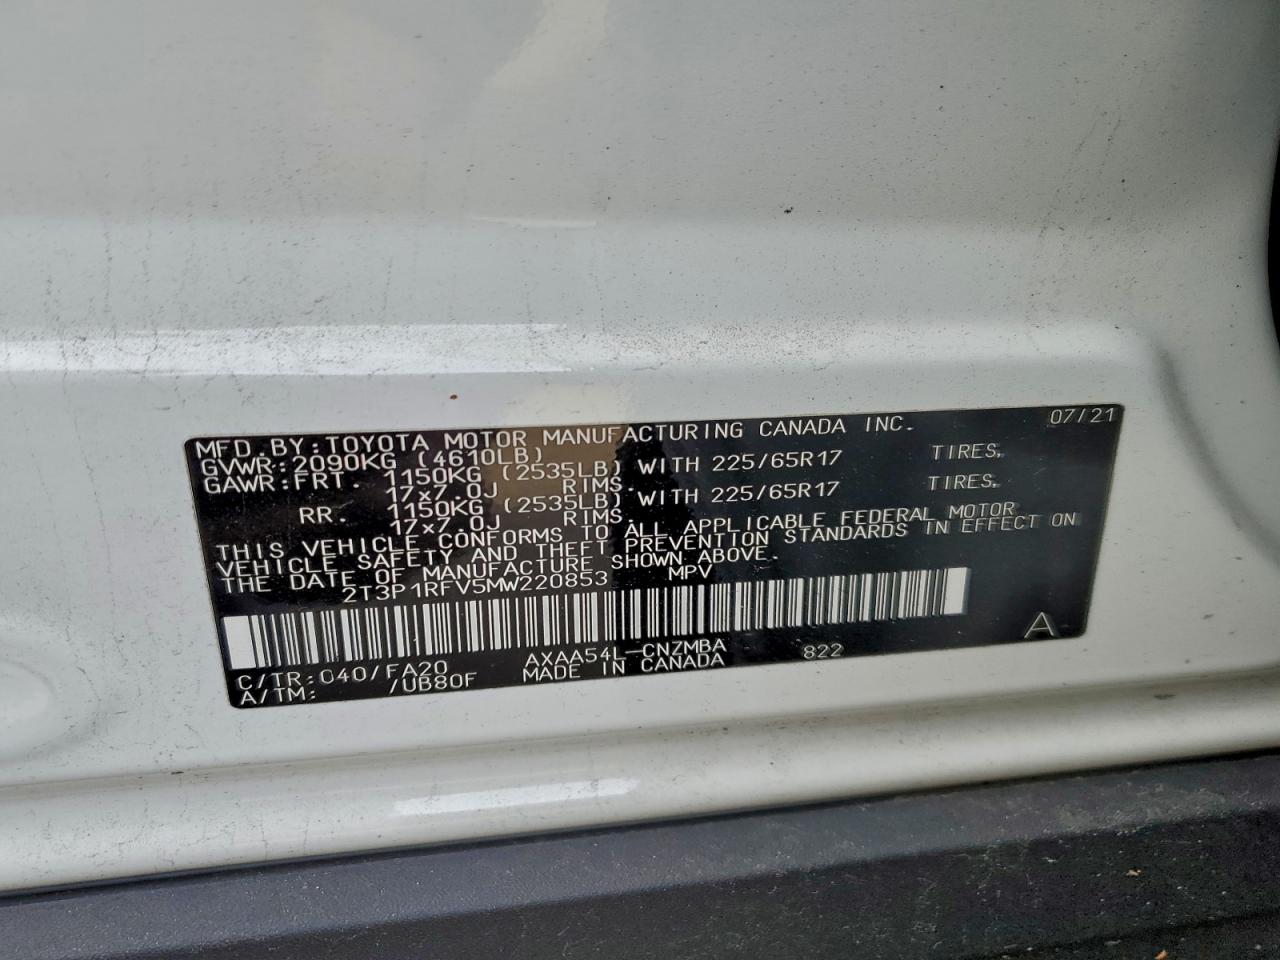 MFD.BY:TOYOTA MOTOR MANUFACTURING CANADA INC. 07/21
GVWR:2090KG (4610LB)
GAWR:FRT. 1150KG (2535LB) WITH 225/65R17 TIRES,
17x7.0J RIMS.
RR. 1150KG (2535LB) WITH 225/65R17 TIRES,
17x7.0J RIMS.
THIS VEHICLE CONFORMS TO ALL APPLICABLE FEDERAL MOTOR
VEHICLE SAFETY AND THEFT PREVENTION STANDARDS IN EFFECT ON
THE DATE OF MANUFACTURE SHOWN ABOVE.
2T3P1RFV5MW220853 MPV
A
C/TR:040/FA20 AXAA54L-CNZMBA 822
A/TM: /UB80F MADE IN CANADA